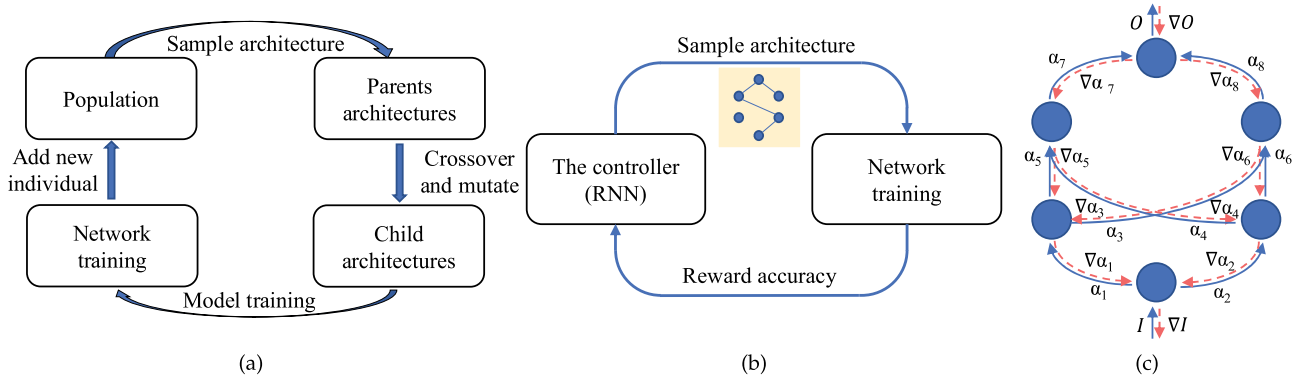 Sample architecture
Population
Parents
architectures
Add new
individual
Crossover
and mutate
Network
training
Child
architectures
Model training
(a)
Sample architecture
The controller
(RNN)
Network
training
Reward accuracy
(b)
O ∇O
α7 α8
∇α 7 ∇α8
α5 ∇α5 ∇α6 α6
∇α3 ∇α4
α3 α4
∇α1 ∇α2
α1 α2
I ∇I
(c)